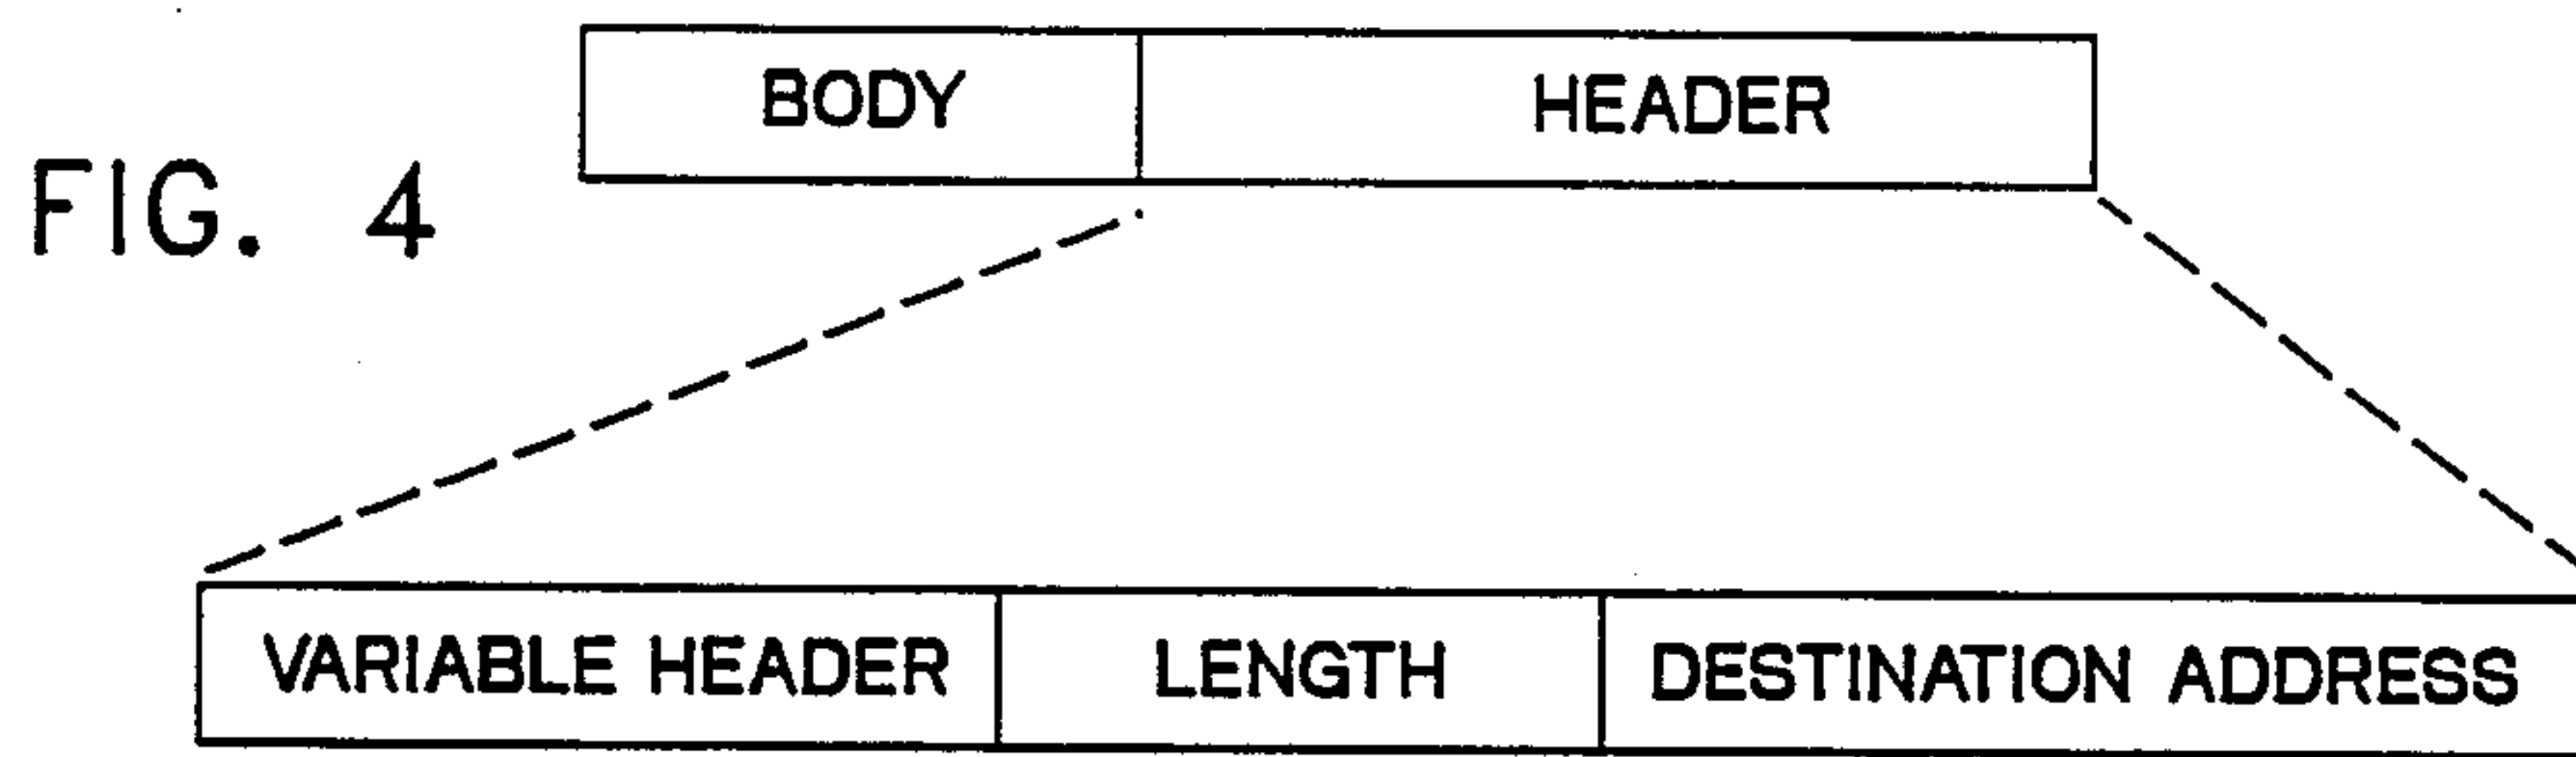 BODY HEADER
FIG. 4
VARIABLE HEADER LENGTH DESTINATION ADDRESS